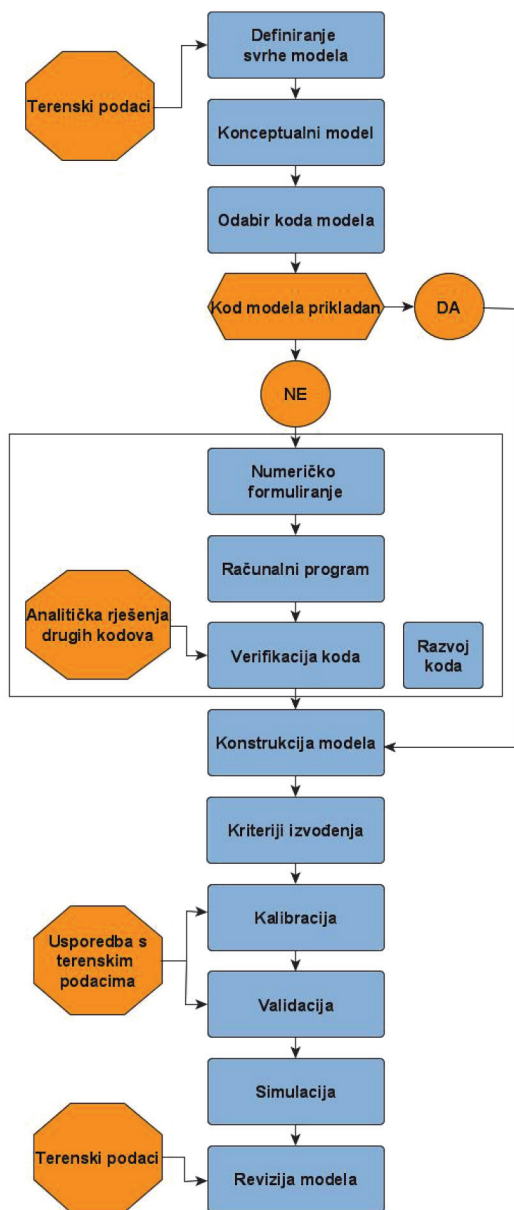 Definiranje
svrhe modela
Terenski podaci
Konceptualni model
Odabir koda modela
Kod modela prikladan
DA
NE
Numeričko
formuliranje
Računalni program
Analitička rješenja
drugih kodova
Verifikacija koda
Razvoj
koda
Konstrukcija modela
Kriteriji izvođenja
Kalibracija
Usporedba s
terenskim
podacima
Validacija
Simulacija
Terenski podaci
Revizija modela